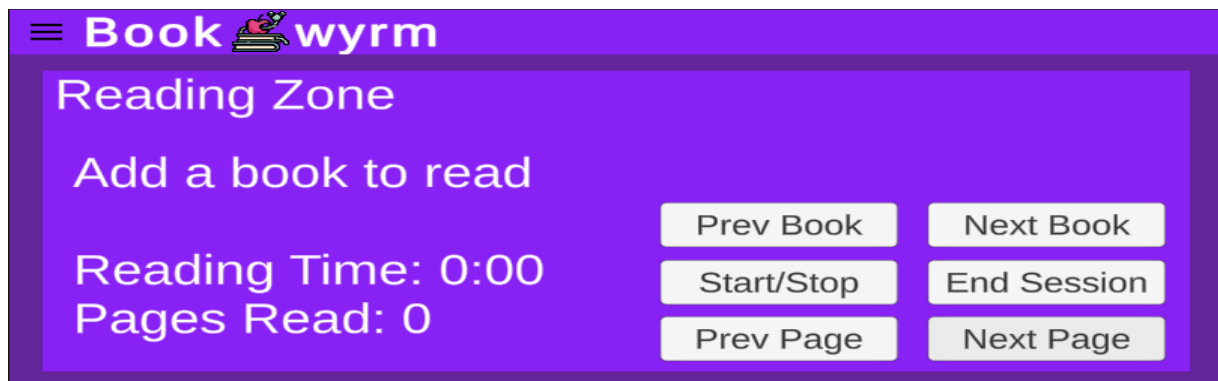 Book wyrm
Reading Zone
Add a book to read
Prev Book Next Book
Reading Time: 0:00
Start/Stop End Session
Pages Read: 0
Prev Page Next Page